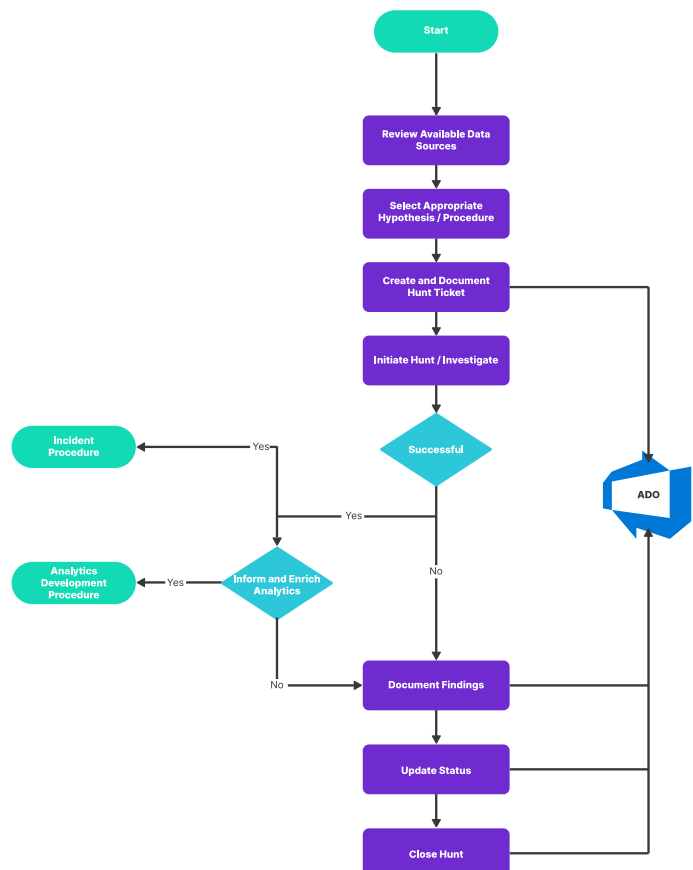 Start
Review Available Data
Sources
Select Appropriate
Hypothesis / Procedure
Create and Document
Hunt Ticket
Initiate Hunt / Investigate
Incident
Procedure
Yes
Successful
ADO
Yes
Analytics
Development
Procedure
Yes
Inform and Enrich
Analytics
No
No
Document Findings
Update Status
Close Hunt